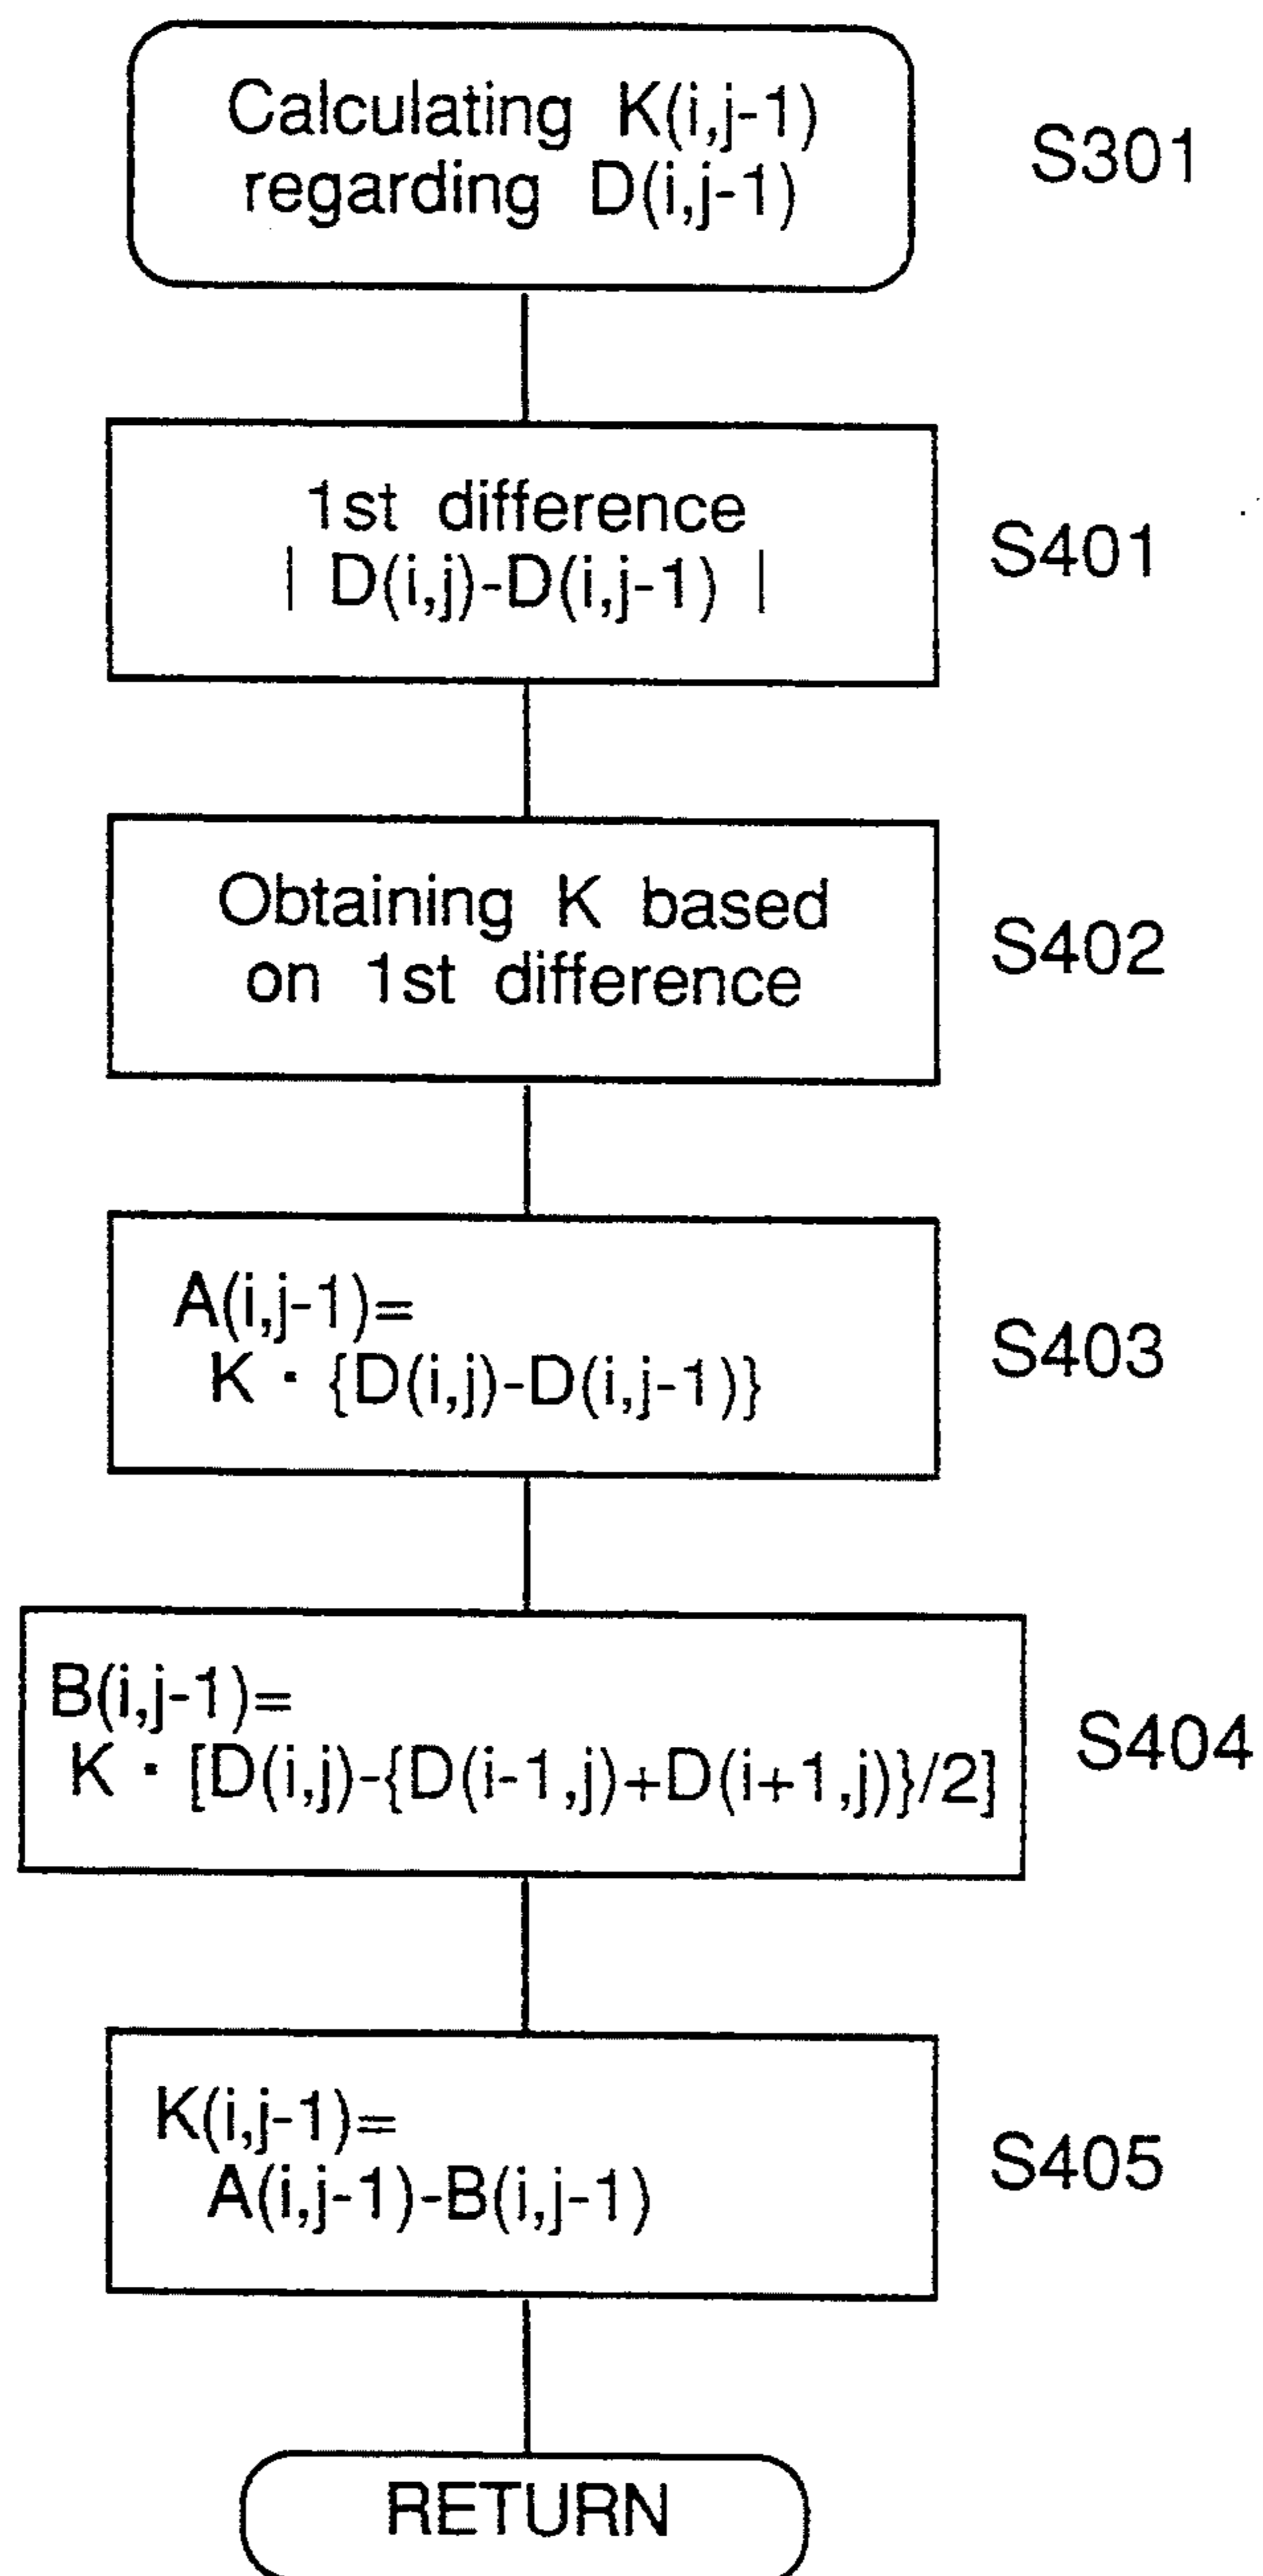 Calculating K(i,j-1)
regarding D(i,j-1)
S301
1st difference
| D(i,j)-D(i,j-1) |
S401
Obtaining K based
on 1st difference
S402
A(i,j-1)=
K · {D(i,j)-D(i,j-1)}
S403
B(i,j-1)=
K · [D(i,j)-{D(i-1,j)+D(i+1,j)}/2]
S404
K(i,j-1)=
A(i,j-1)-B(i,j-1)
S405
RETURN